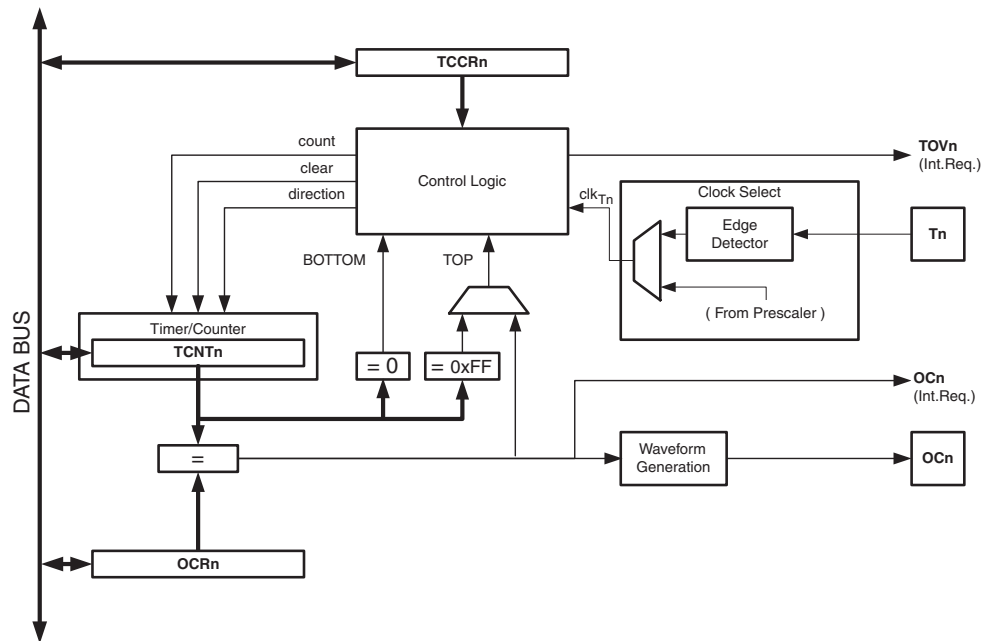 TCCRn
count
clear
direction
Control Logic
TOVn
(Int.Req.)
clkTn
Clock Select
Edge
Detector
Tn
( From Prescaler )
BOTTOM
TOP
DATA BUS
Timer/Counter
TCNTn
= 0
= 0xFF
OCn
(Int.Req.)
=
Waveform
Generation
OCn
OCRn